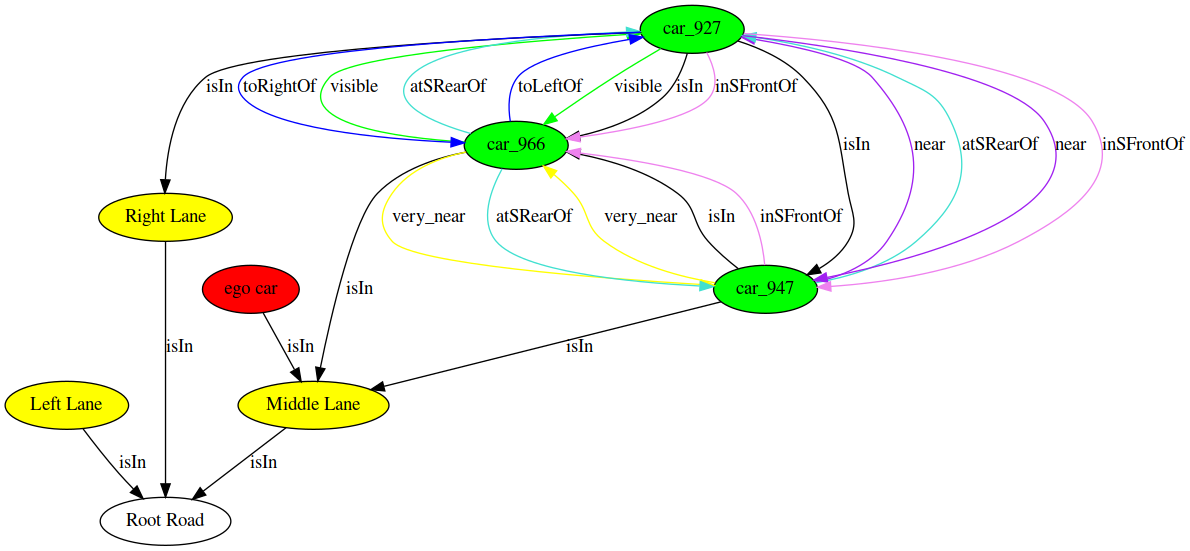 car_927
isIn toRightOf visible atSRearOf toLeftOf visible isIn inSFrontOf
car_966
isIn near atSRearOf near inSFrontOf
Right Lane
very_near atSRearOf very_near isIn inSFrontOf
ego car
isIn
car_947
isIn isIn isIn
Left Lane
Middle Lane
isIn isIn
Root Road